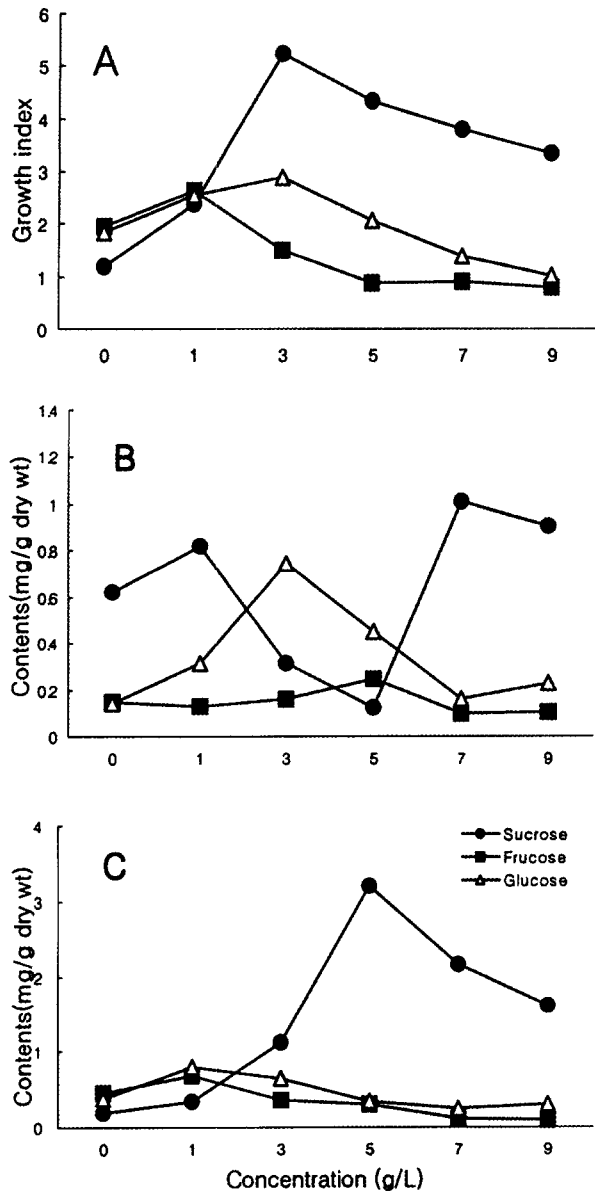 A
Growth index
6
5
4
3
2
1
0
0 1 3 5 7 9
B
Contents(mg/g dry wt)
1.4
1.2
1
0.8
0.6
0.4
02
0
0 1 3 5 7 9
C
Contents(mg/g dry wt)
4
3
2
1
0
Sucrose
Frucose
Glucose
0 1 3 5 7 9
Concentration (g/L)